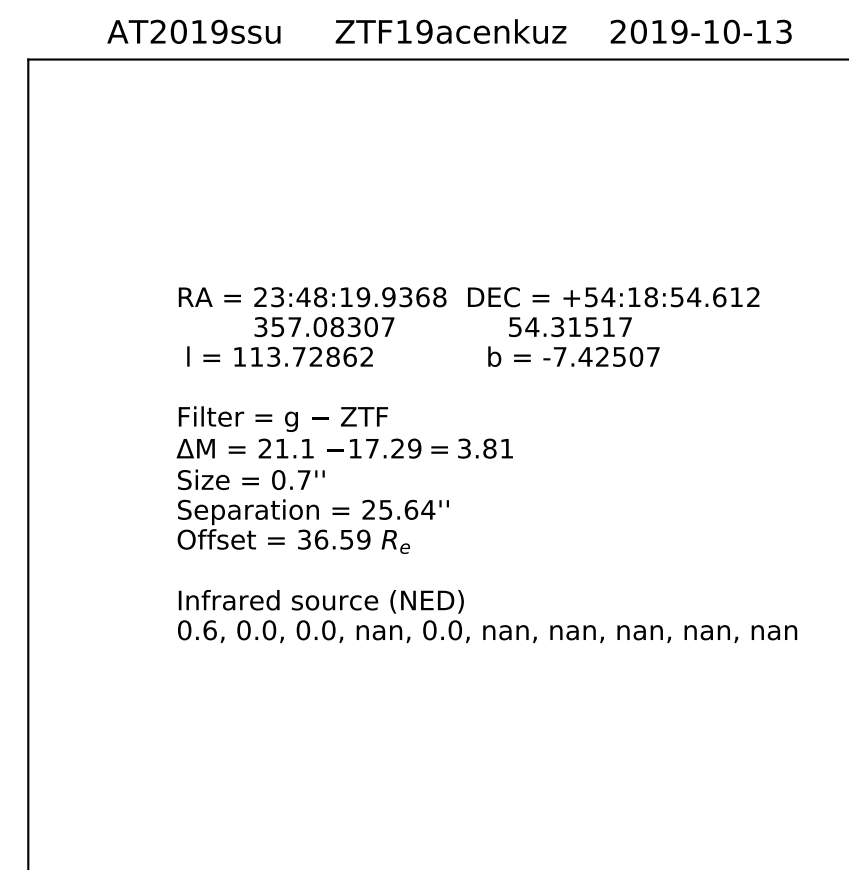 AT2019ssu ZTF19acenkuz 2019-10-13
RA = 23:48:19.9368 DEC = +54:18:54.612
357.08307 54.31517
l = 113.72862 b = -7.42507
Filter = g − ZTF
ΔM = 21.1 −17.29 = 3.81
Size = 0.7''
Separation = 25.64''
Offset = 36.59 Rₑ
Infrared source (NED)
0.6, 0.0, 0.0, nan, 0.0, nan, nan, nan, nan, nan